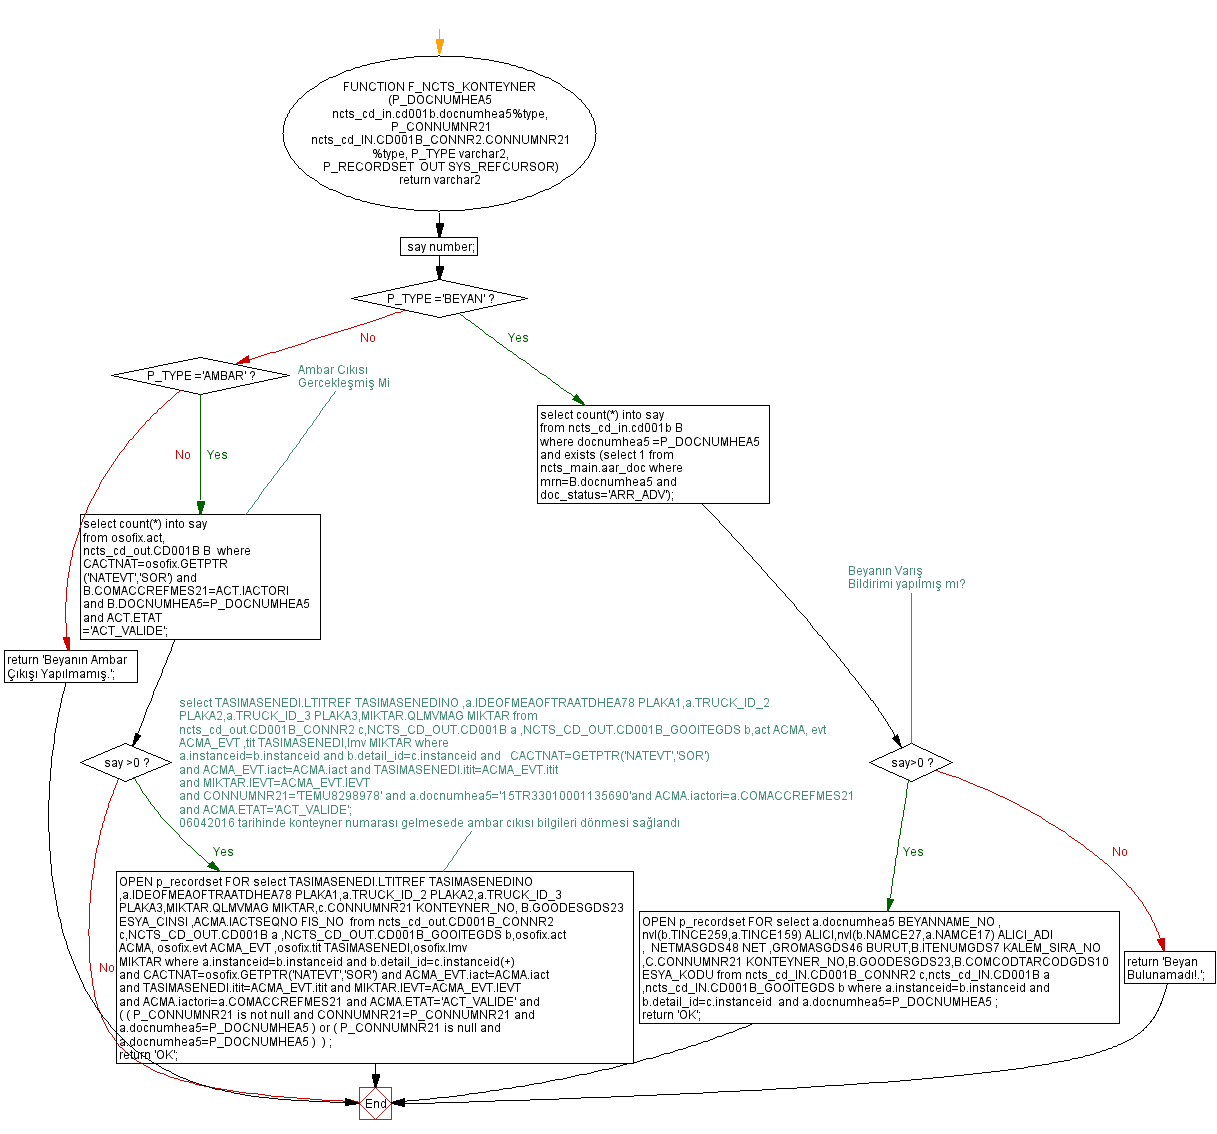 FUNCTION F_NCTS_KONTEYNER
(P_DOCNUMHEA5
ncts_cd_in.cd001b.docnumhea5%type,
P_CONNUMNR21
ncts_cd_IN.CD001B_CONNR2.CONNUMNR21
%type, P_TYPE varchar2,
P_RECORDSET  OUT SYS_REFCURSOR)
return varchar2
say number;
P_TYPE ='BEYAN' ?
No
Yes
P_TYPE ='AMBAR' ?
Ambar Cıkısı
Gercekleşmiş Mi
No
Yes
select count(*) into say
from ncts_cd_in.cd001b B
where docnumhea5 =P_DOCNUMHEA5
and exists (select 1 from
ncts_main.aar_doc where
mrn=B.docnumhea5 and
doc_status='ARR_ADV');
select count(*) into say
from osofix.act,
ncts_cd_out.CD001B B  where
CACTNAT=osofix.GETPTR
('NATEVT','SOR') and
B.COMACCREFMES21=ACT.IACTORI
and B.DOCNUMHEA5=P_DOCNUMHEA5
and ACT.ETAT
='ACT_VALIDE';
Beyanın Varış
Bildirimi yapılmış mı?
return 'Beyanın Ambar
Çıkışı Yapılmamış.';
select TASIMASENEDI.LTITREF TASIMASENEDINO ,a.IDEOFMEAOFTRAATDHEA78 PLAKA1,a.TRUCK_ID_2
PLAKA2,a.TRUCK_ID_3 PLAKA3,MIKTAR.QLMVMAG MIKTAR from
ncts_cd_out.CD001B_CONNR2 c,NCTS_CD_OUT.CD001B a ,NCTS_CD_OUT.CD001B_GOOITEGDS b,act ACMA, evt
ACMA_EVT ,tit TASIMASENEDI,lmv MIKTAR where
a.instanceid=b.instanceid and b.detail_id=c.instanceid and   CACTNAT=GETPTR('NATEVT','SOR')
and ACMA_EVT.iact=ACMA.iact and TASIMASENEDI.itit=ACMA_EVT.itit
and MIKTAR.IEVT=ACMA_EVT.IEVT
and CONNUMNR21='TEMU8298978' and a.docnumhea5='15TR33010001135690'and ACMA.iactori=a.COMACCREFMES21
and ACMA.ETAT='ACT_VALIDE';
06042016 tarihinde konteyner numarası gelmesede ambar cıkısı bilgileri dönmesi sağlandı
say >0 ?
say>0 ?
Yes
Yes
No
OPEN p_recordset FOR select TASIMASENEDI.LTITREF TASIMASENEDINO
,a.IDEOFMEAOFTRAATDHEA78 PLAKA1,a.TRUCK_ID_2 PLAKA2,a.TRUCK_ID_3
PLAKA3,MIKTAR.QLMVMAG MIKTAR,c.CONNUMNR21 KONTEYNER_NO, B.GOODESGDS23
ESYA_CINSI ,ACMA.IACTSEQNO FIS_NO  from ncts_cd_out.CD001B_CONNR2
c,NCTS_CD_OUT.CD001B a ,NCTS_CD_OUT.CD001B_GOOITEGDS b,osofix.act
ACMA, osofix.evt ACMA_EVT ,osofix.tit TASIMASENEDI,osofix.lmv
MIKTAR where a.instanceid=b.instanceid and b.detail_id=c.instanceid(+)
and CACTNAT=osofix.GETPTR('NATEVT','SOR') and ACMA_EVT.iact=ACMA.iact
and TASIMASENEDI.itit=ACMA_EVT.itit and MIKTAR.IEVT=ACMA_EVT.IEVT
and ACMA.iactori=a.COMACCREFMES21 and ACMA.ETAT='ACT_VALIDE' and
( ( P_CONNUMNR21 is not null and CONNUMNR21=P_CONNUMNR21 and
a.docnumhea5=P_DOCNUMHEA5 ) or ( P_CONNUMNR21 is null and
a.docnumhea5=P_DOCNUMHEA5 )  ) ;
return 'OK';
No
OPEN p_recordset FOR select a.docnumhea5 BEYANNAME_NO ,
nvl(b.TINCE259,a.TINCE159) ALICI,nvl(b.NAMCE27,a.NAMCE17) ALICI_ADI
,  NETMASGDS48 NET ,GROMASGDS46 BURUT,B.ITENUMGDS7 KALEM_SIRA_NO
,C.CONNUMNR21 KONTEYNER_NO,B.GOODESGDS23,B.COMCODTARCODGDS10
ESYA_KODU from ncts_cd_IN.CD001B_CONNR2 c,ncts_cd_IN.CD001B a
,ncts_cd_IN.CD001B_GOOITEGDS b where a.instanceid=b.instanceid and
b.detail_id=c.instanceid  and a.docnumhea5=P_DOCNUMHEA5 ;
return 'OK';
return 'Beyan
Bulunamadı!.';
End